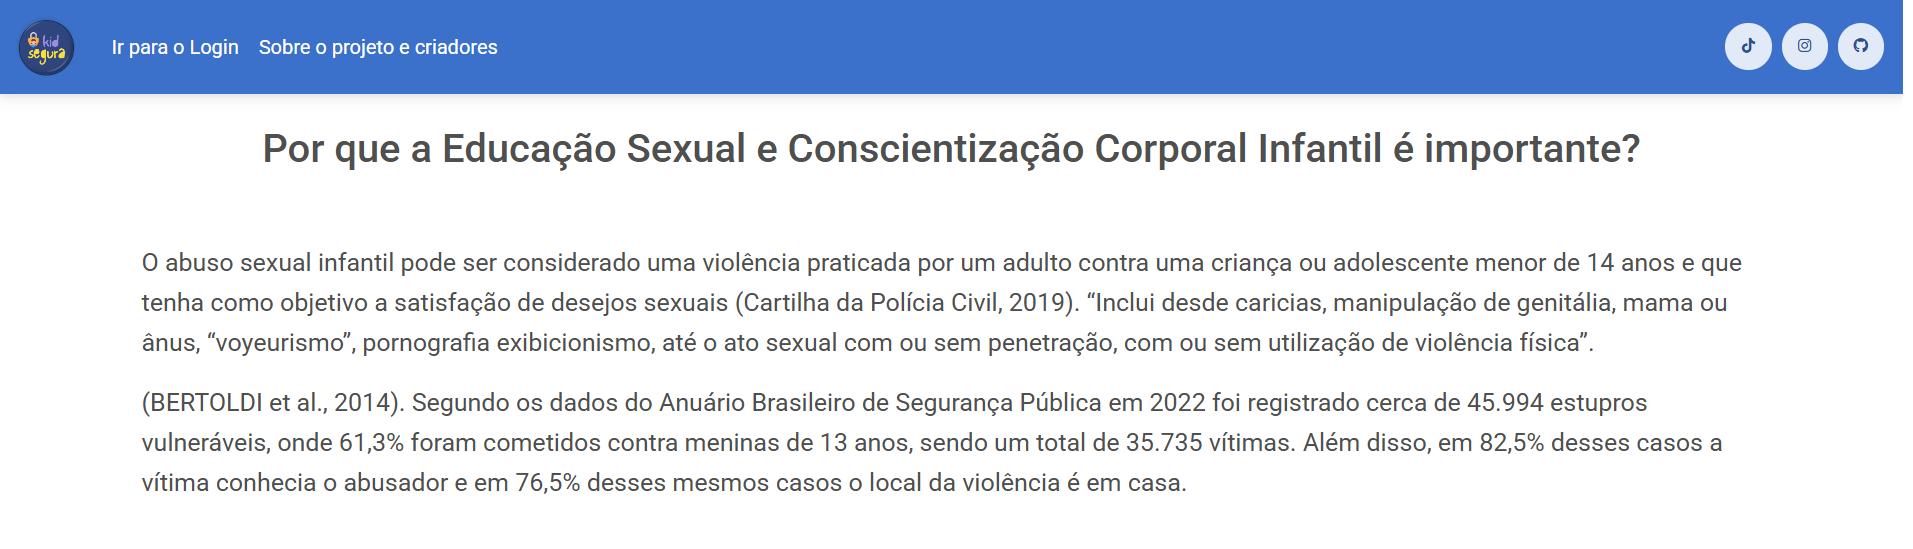 kid
segura
Ir para o Login Sobre o projeto e criadores
Por que a Educação Sexual e Conscientização Corporal Infantil é importante?
O abuso sexual infantil pode ser considerado uma violência praticada por um adulto contra uma criança ou adolescente menor de 14 anos e que
tenha como objetivo a satisfação de desejos sexuais (Cartilha da Polícia Civil, 2019). “Inclui desde caricias, manipulação de genitália, mama ou
ânus, “voyeurismo”, pornografia exibicionismo, até o ato sexual com ou sem penetração, com ou sem utilização de violência física”.
(BERTOLDI et al., 2014). Segundo os dados do Anuário Brasileiro de Segurança Pública em 2022 foi registrado cerca de 45.994 estupros
vulneráveis, onde 61,3% foram cometidos contra meninas de 13 anos, sendo um total de 35.735 vítimas. Além disso, em 82,5% desses casos a
vítima conhecia o abusador e em 76,5% desses mesmos casos o local da violência é em casa.